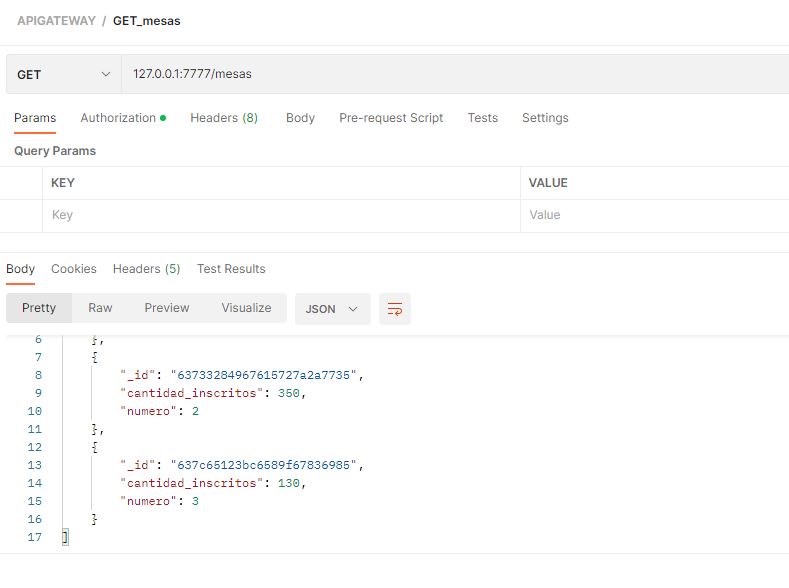 APIGATEWAY / GET_mesas
GET 127.0.0.1:7777/mesas
Params Authorization Headers (8) Body Pre-request Script Tests Settings
Query Params
KEY VALUE
Key Value
Body Cookies Headers (5) Test Results
Pretty Raw Preview Visualize JSON
6 },
7 {
8 "_id": "63733284967615727a2a7735",
9 "cantidad_inscritos": 350,
10 "numero": 2
11 },
12 {
13 "_id": "637c65123bc6589f67836985",
14 "cantidad_inscritos": 130,
15 "numero": 3
16 }
17 ]